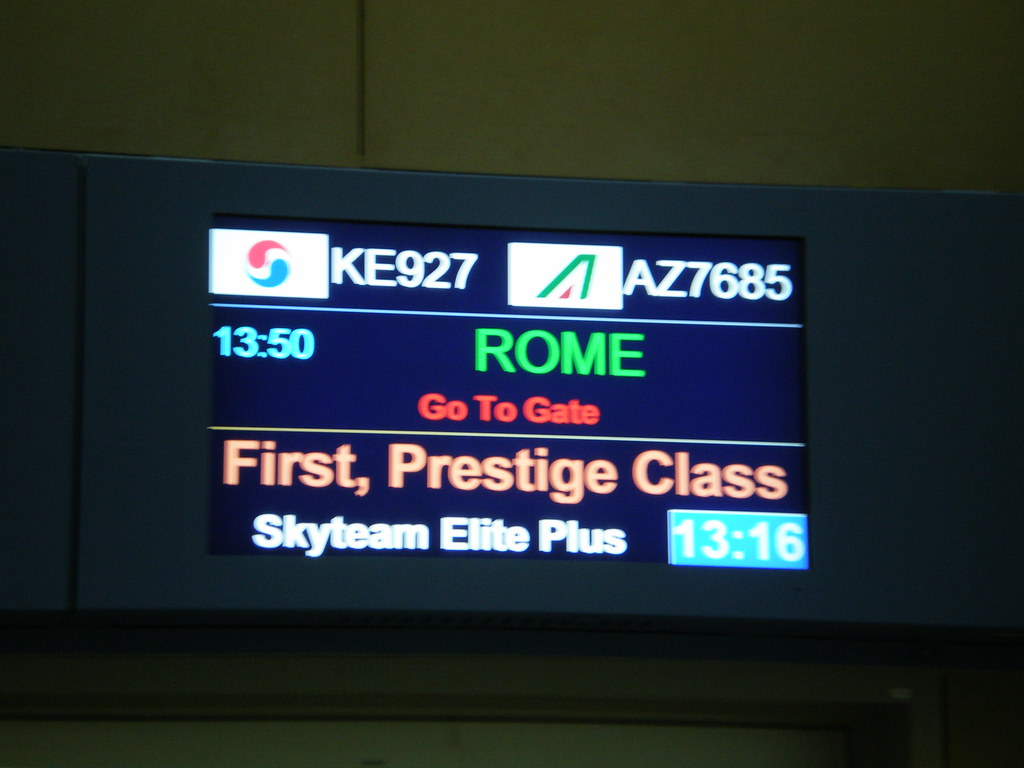 KE927 AZ7685
13:50 ROME
Go To Gate
First, Prestige Class
Skyteam Elite Plus 13:16